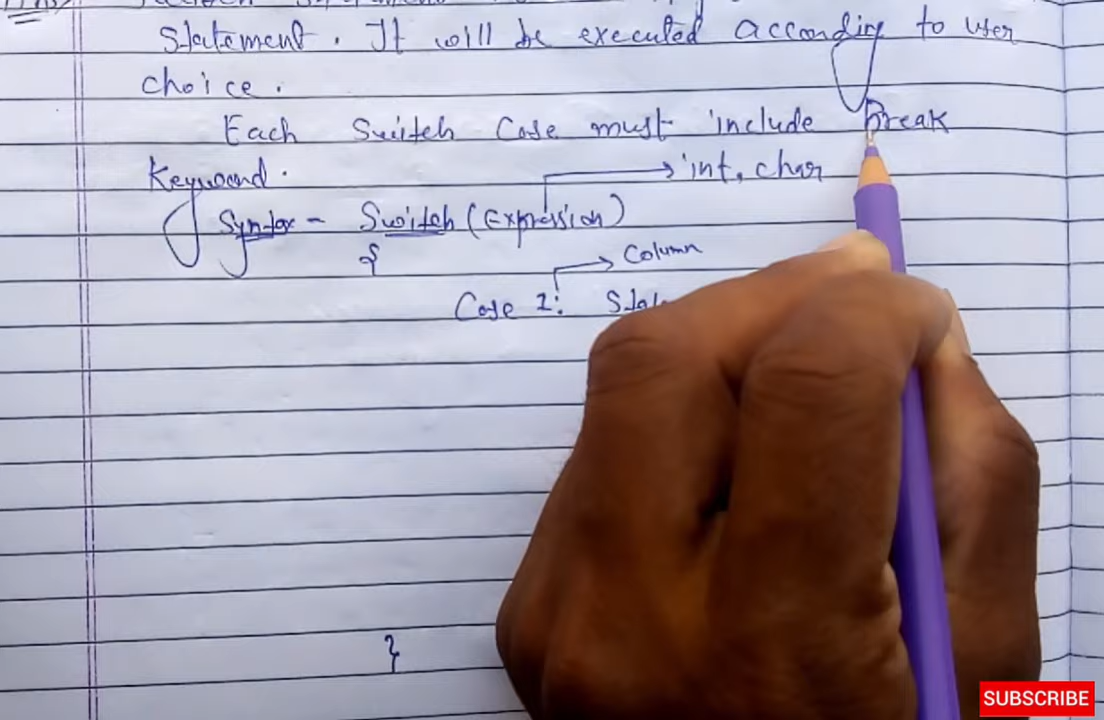 Statement. It will be executed according to user
choice.
Each Switch Case must include Break
Keyword.
int, char
Syntax - Switch (Expression)
{
Column
Case 1:
}
SUBSCRIBE